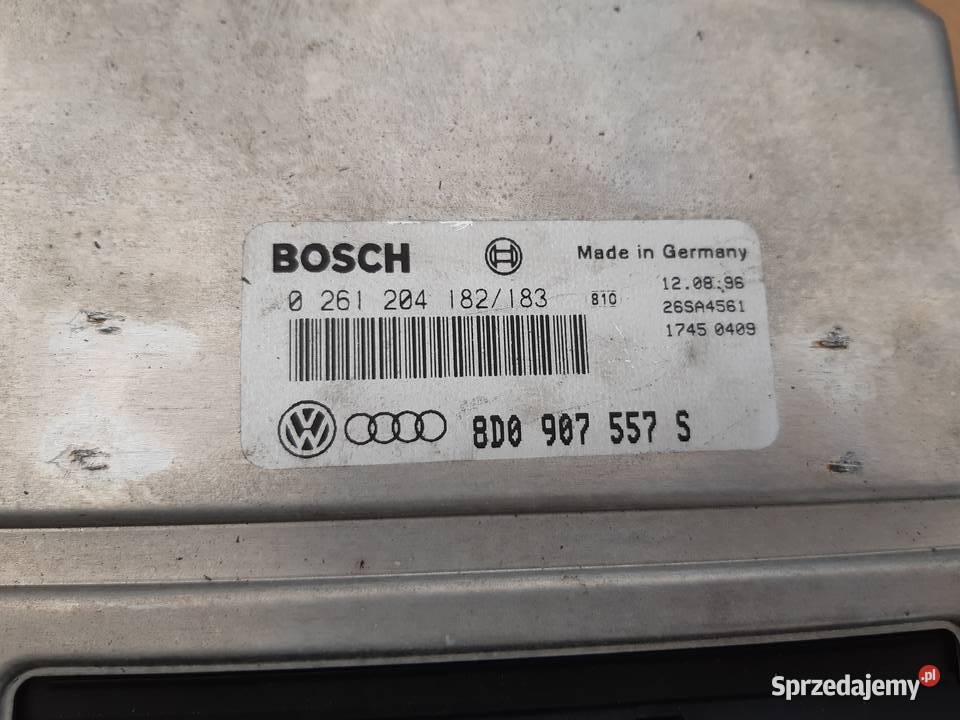 BOSCH
Made in Germany
0 261 204 182/183
810
12.08.96
26SA4561
1745 0409
VW
8D0 907 557 S
Sprzedajemy.pl